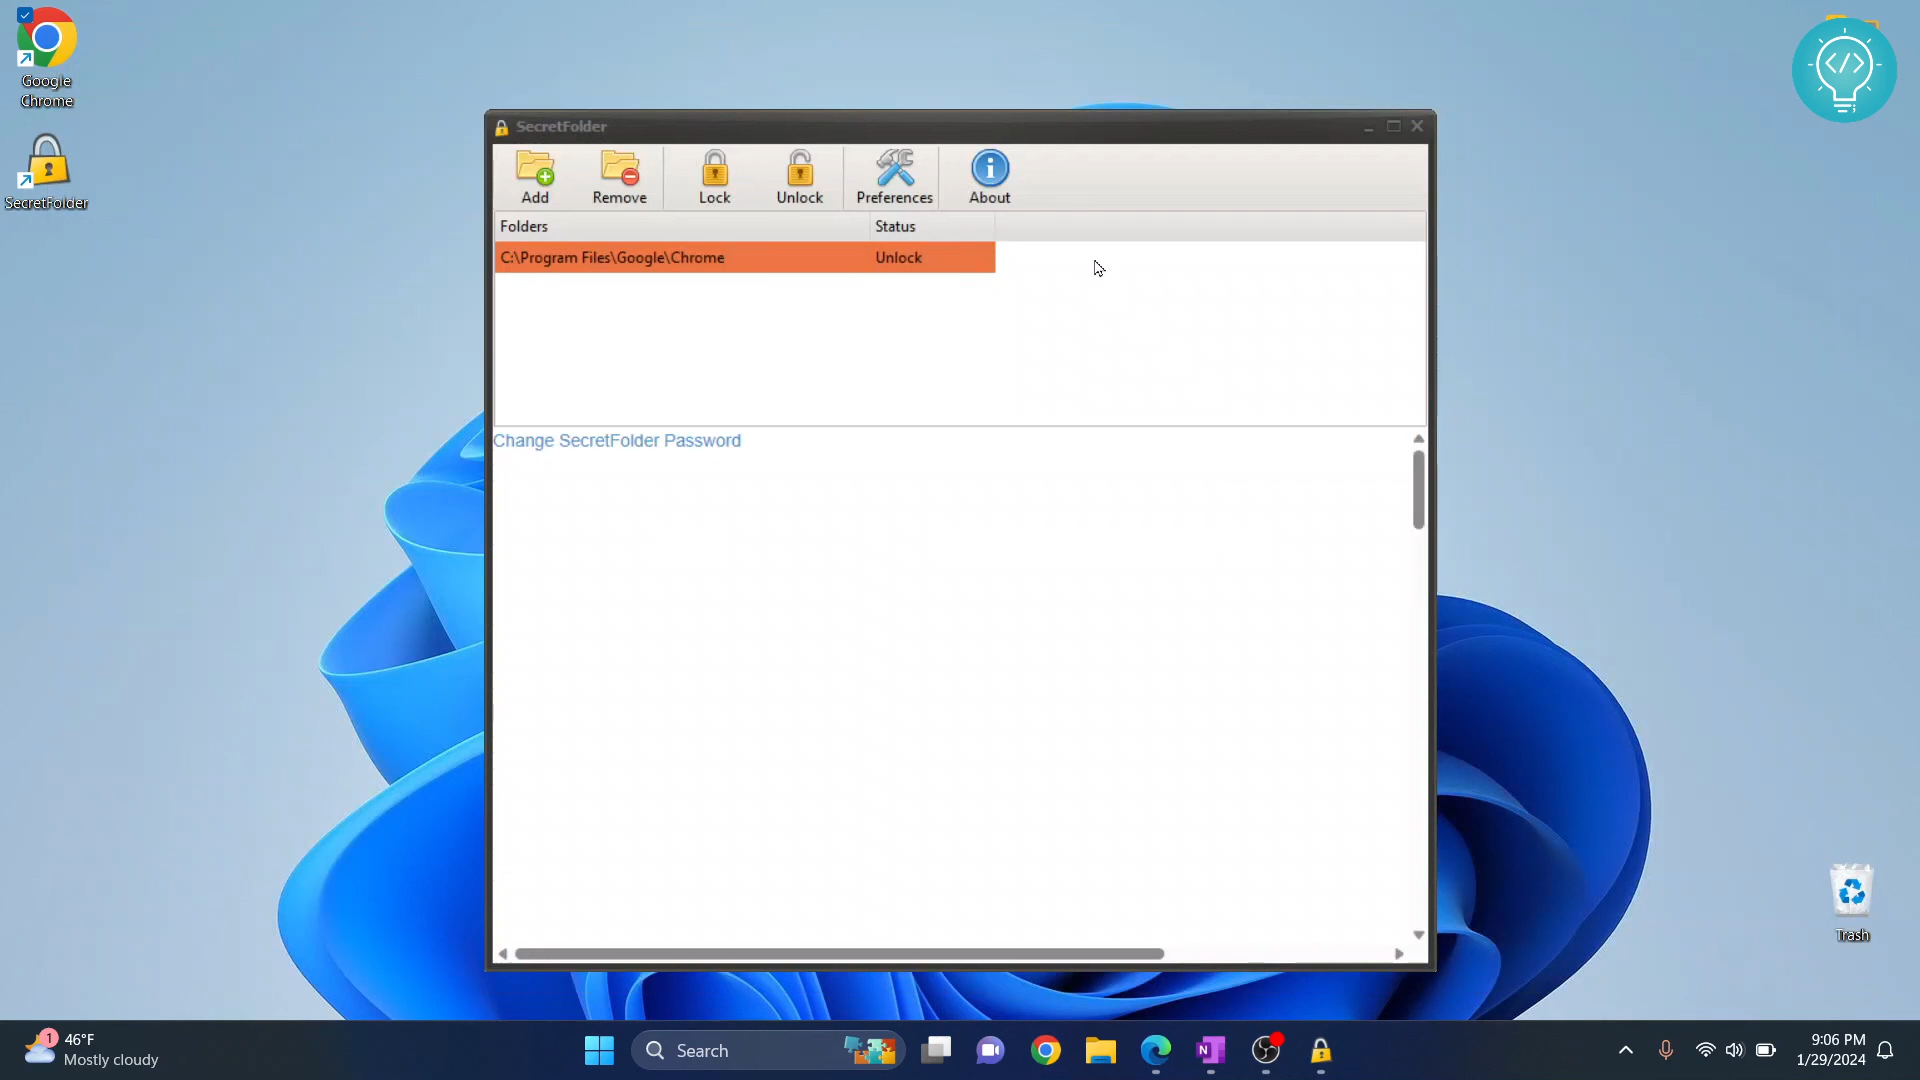 Google
Chrome
SecretFolder
SecretFolder
Add
Remove
Lock
Unlock
Preferences
About
Folders
Status
C:\Program Files\Google\Chrome
Unlock
Change SecretFolder Password
Trash
1
46°F
Mostly cloudy
Search
N
9:06 PM
1/29/2024